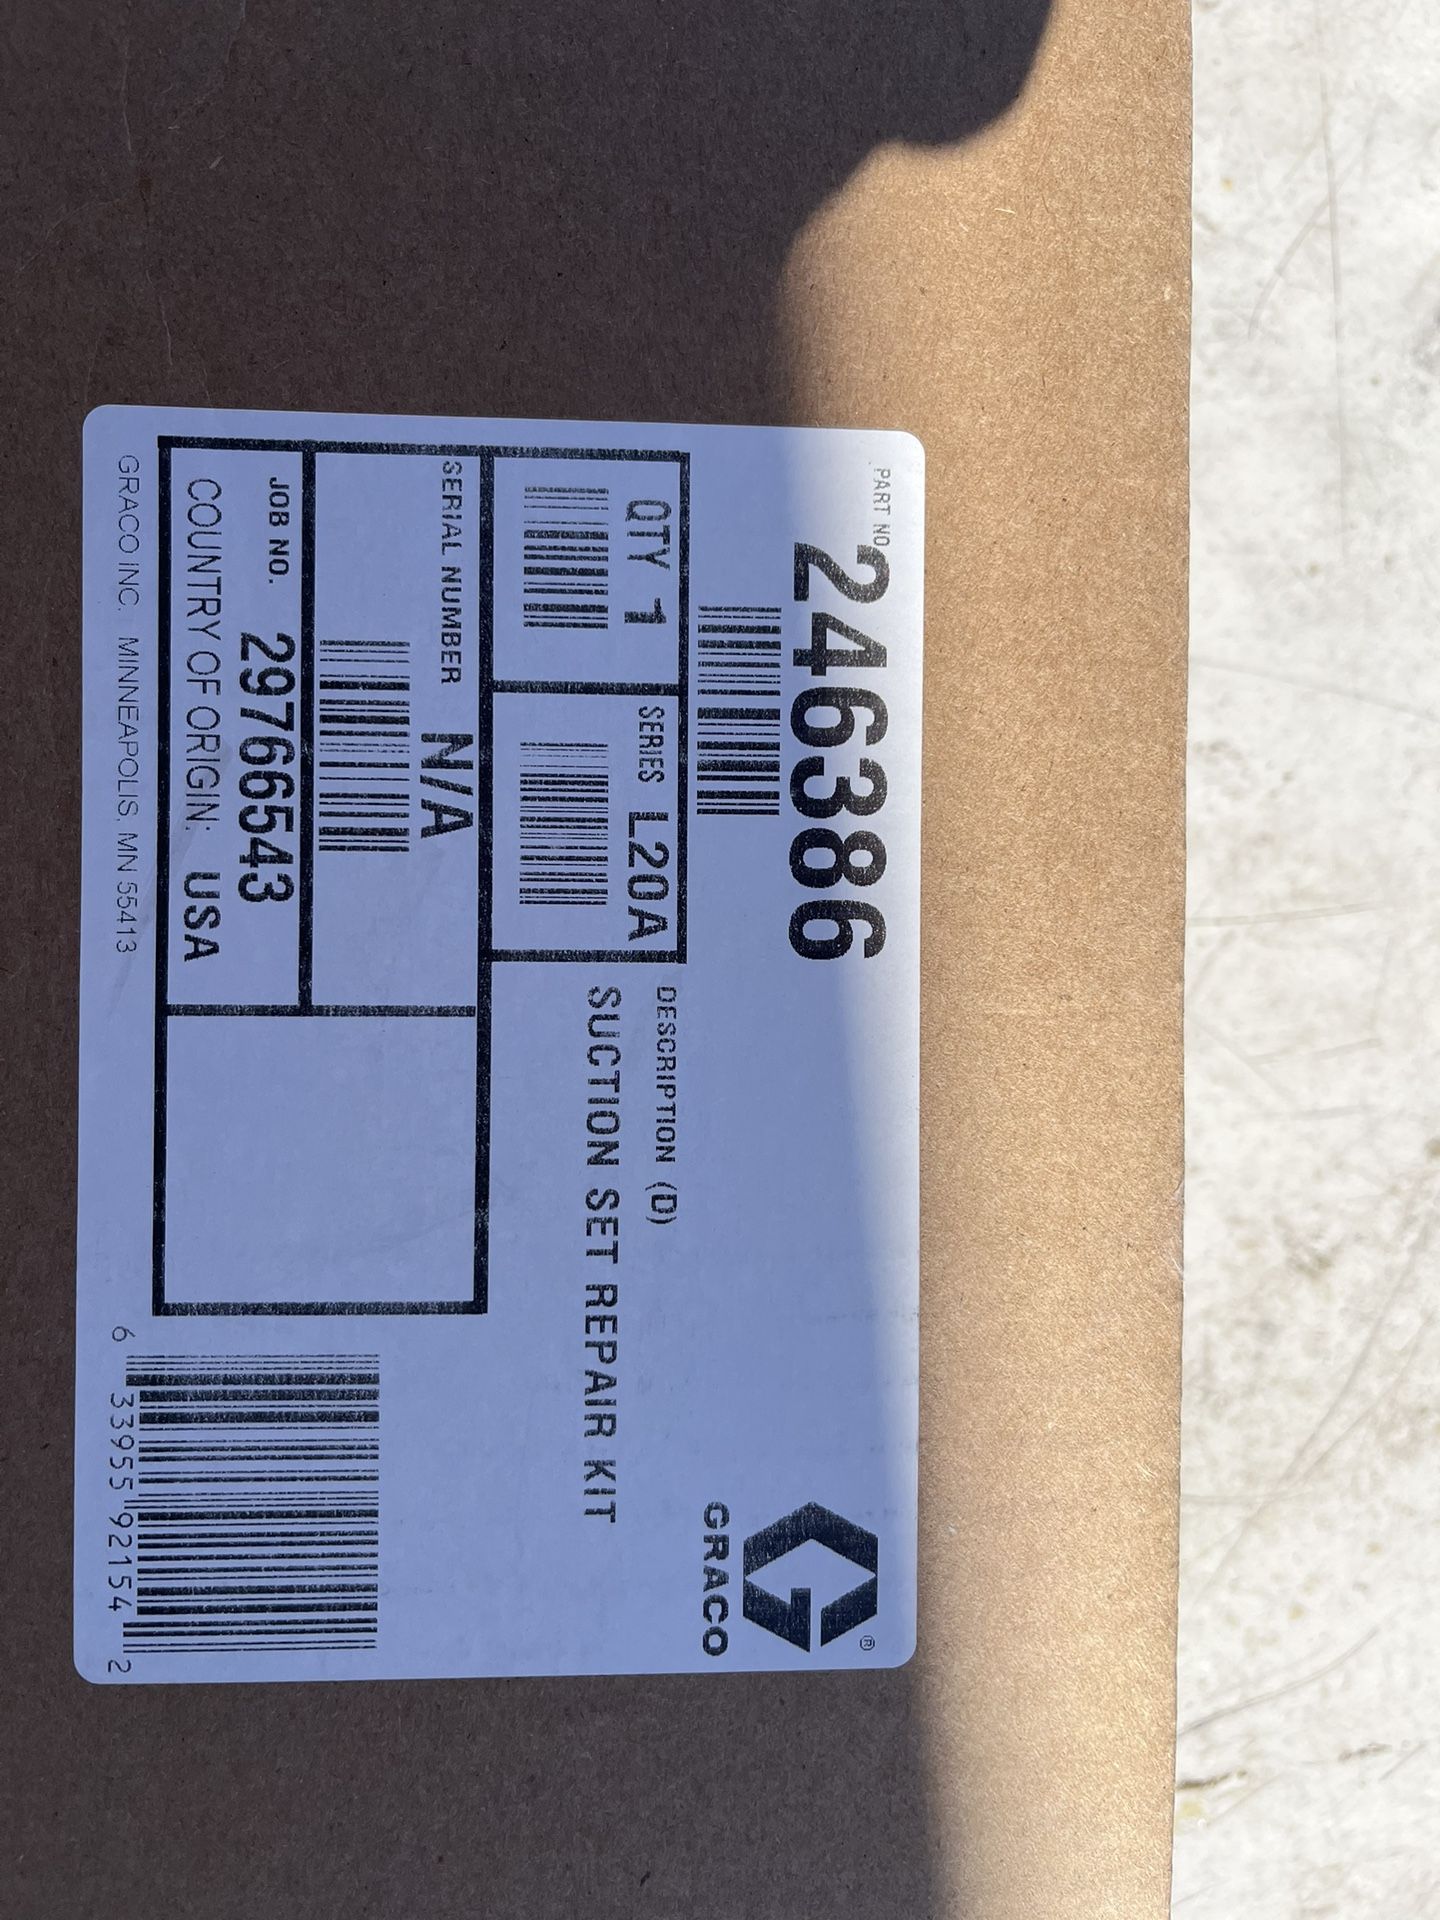 PART NO
246386
QTY 1
SERIES L20A
DESCRIPTION (D)
SUCTION SET REPAIR KIT
GRACO
®
SERIAL NUMBER
N/A
JOB NO. 29766543
COUNTRY OF ORIGIN: USA
GRACO INC. MINNEAPOLIS, MN 55413
6 33955 92154 2